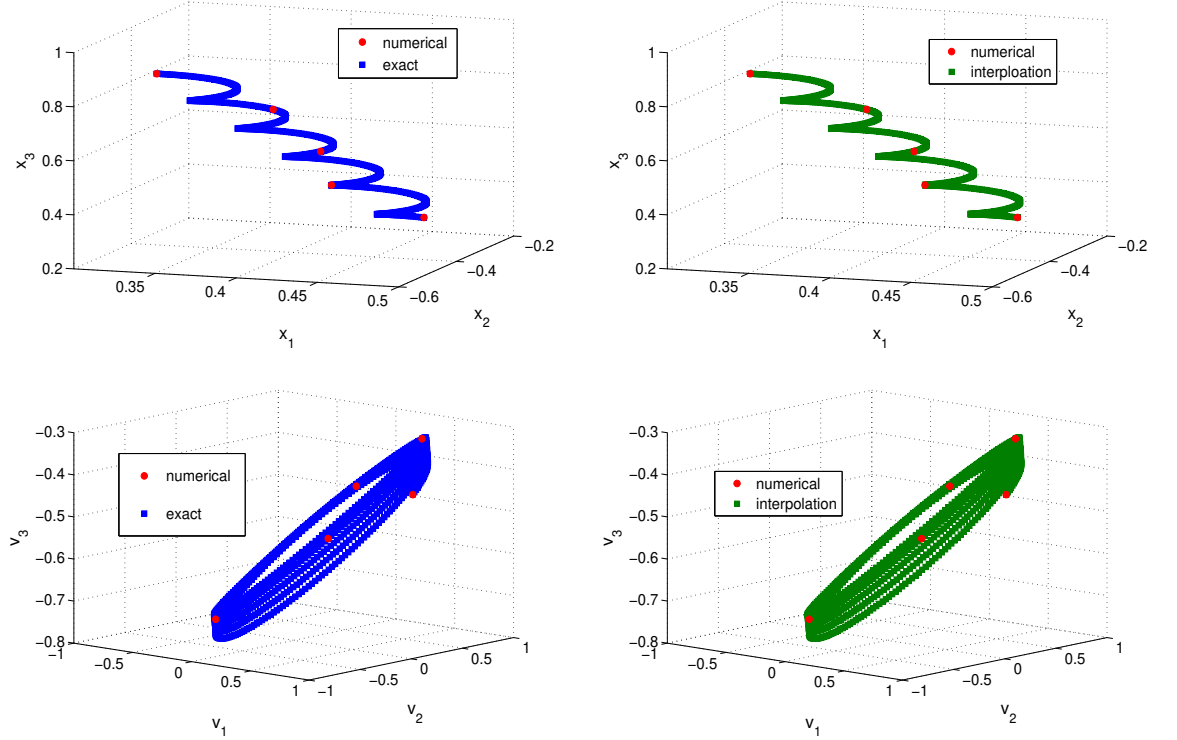 numerical
exact
1
0.8
0.6
0.4
0.2
x3
0.35
0.4
0.45
0.5
x1
−0.6
−0.4
−0.2
x2
numerical
interploation
1
0.8
0.6
0.4
0.2
x3
0.35
0.4
0.45
0.5
x1
−0.6
−0.4
−0.2
x2
numerical
exact
−0.3
−0.4
−0.5
−0.6
−0.7
−0.8
v3
−1
−0.5
0
0.5
1
v1
−1
−0.5
0
0.5
1
v2
numerical
interpolation
−0.3
−0.4
−0.5
−0.6
−0.7
−0.8
v3
−1
−0.5
0
0.5
1
v1
−1
−0.5
0
0.5
1
v2